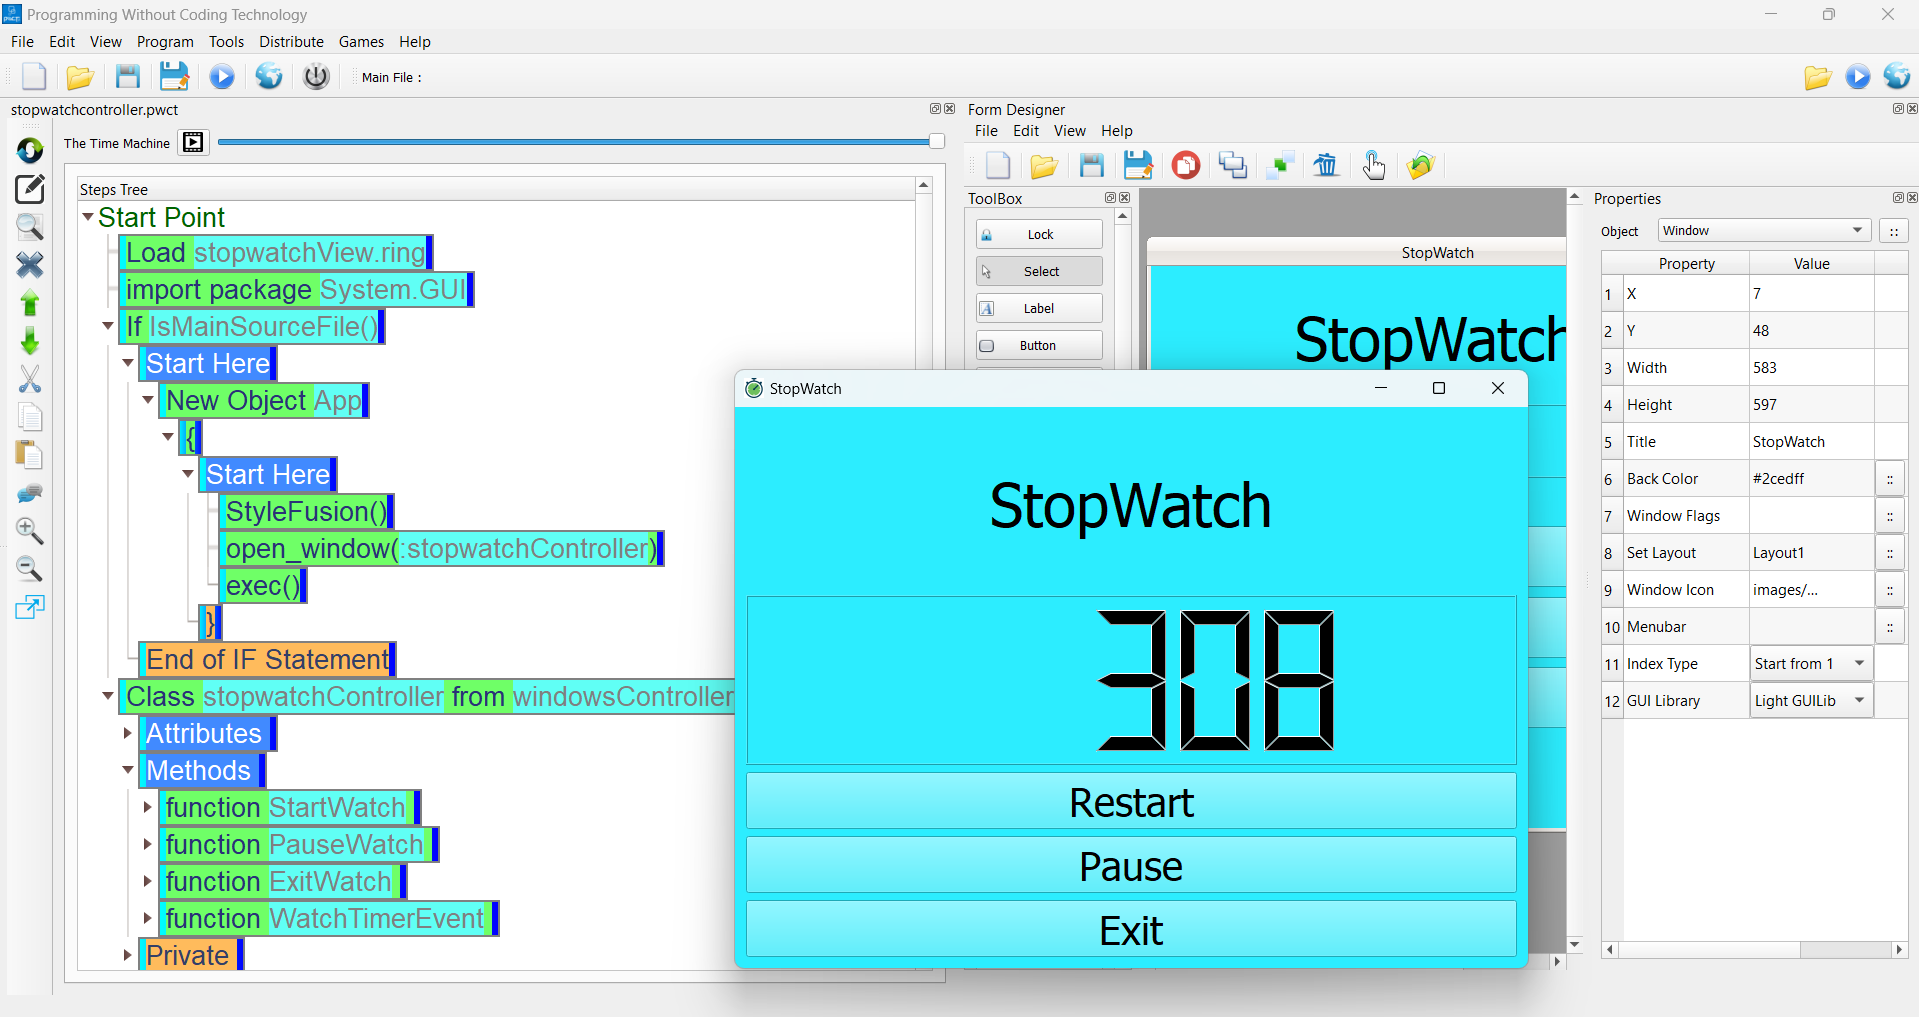 Programming Without Coding Technology
File Edit View Program Tools Distribute Games Help
Main File :
stopwatchcontroller.pwct
The Time Machine
Steps Tree
Start Point
Load stopwatchView.ring
import package System.GUI
If IsMainSourceFile()
Start Here
New Object App
{
Start Here
StyleFusion()
open_window(:stopwatchController)
exec()
}
End of IF Statement
Class stopwatchController from windowsController
Attributes
Methods
function StartWatch
function PauseWatch
function ExitWatch
function WatchTimerEvent
Private
Form Designer
File Edit View Help
ToolBox
Lock
Select
Label
Button
StopWatch
StopWatch
StopWatch
StopWatch
308
Restart
Pause
Exit
Properties
Object Window ::
Property Value
1 X 7
2 Y 48
3 Width 583
4 Height 597
5 Title StopWatch
6 Back Color #2cedff ::
7 Window Flags ::
8 Set Layout Layout1 ::
9 Window Icon images/... ::
10 Menubar ::
11 Index Type Start from 1
12 GUI Library Light GUILib